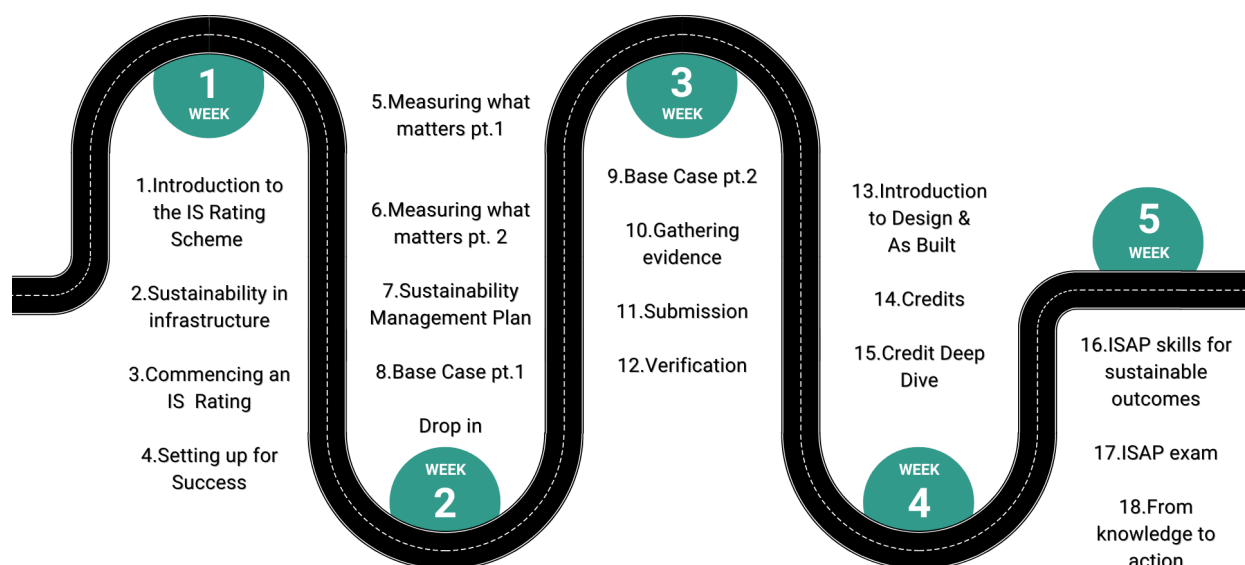 1
WEEK
1.Introduction to
the IS Rating
Scheme
2.Sustainability in
infrastructure
3.Commencing an
IS Rating
4.Setting up for
Success
5.Measuring what
matters pt.1
6.Measuring what
matters pt. 2
7.Sustainability
Management Plan
8.Base Case pt.1
Drop in
WEEK
2
3
WEEK
9.Base Case pt.2
10.Gathering
evidence
11.Submission
12.Verification
13.Introduction
to Design &
As Built
14.Credits
15.Credit Deep
Dive
WEEK
4
5
WEEK
16.ISAP skills for
sustainable
outcomes
17.ISAP exam
18.From
knowledge to
action